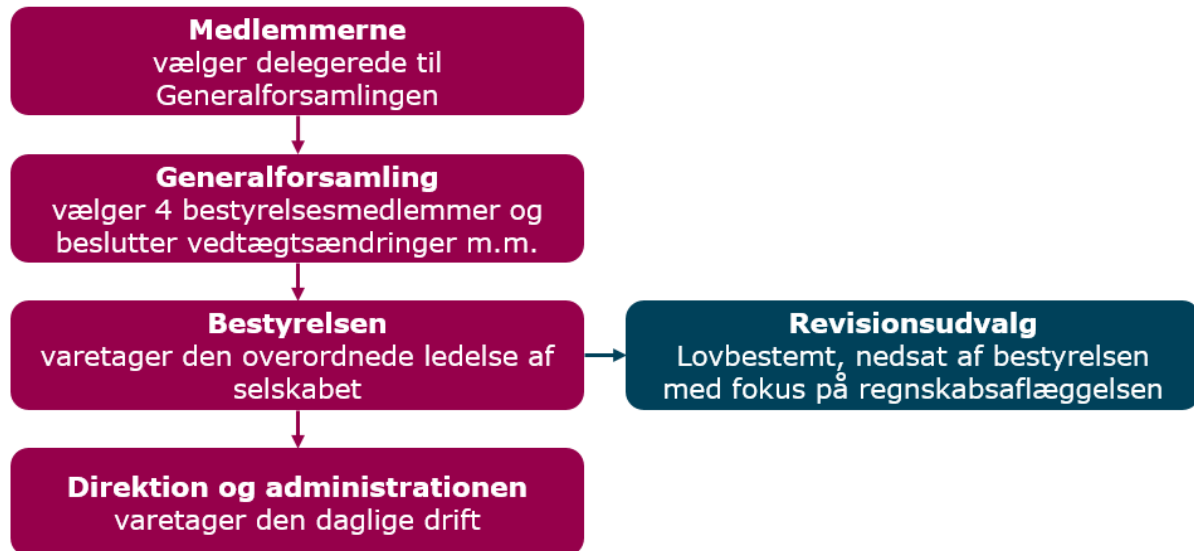 Medlemmerne
vælger delegerede til
Generalforsamlingen
Generalforsamling
vælger 4 bestyrelsesmedlemmer og
beslutter vedtægtsændringer m.m.
Bestyrelsen
varetager den overordnede ledelse af
selskabet
Revisionsudvalg
Lovbestemt, nedsat af bestyrelsen
med fokus på regnskabsaflæggelsen
Direktion og administrationen
varetager den daglige drift